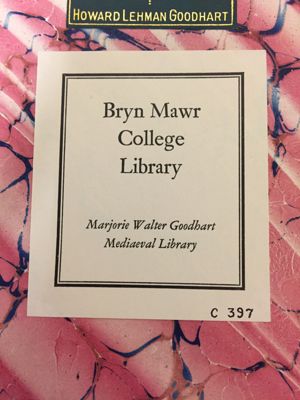 Howard Lehman Goodhart
Bryn Mawr
College
Library
Marjorie Walter Goodhart
Mediaeval Library
C 397